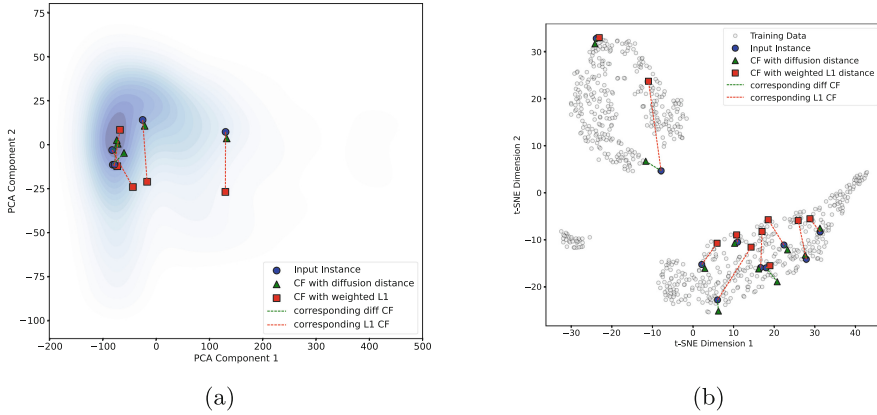 75
50
25
0
−25
−50
−75
−100
PCA Component 2
−200
−100
0
100
200
300
400
500
PCA Component 1
Input Instance
CF with diffusion distance
CF with weighted L1
corresponding diff CF
corresponding L1 CF
(a)
30
20
10
0
−10
−20
t-SNE Dimension 2
−30
−20
−10
0
10
20
30
40
t-SNE Dimension 1
Training Data
Input Instance
CF with diffusion distance
CF with weighted L1 distance
corresponding diff CF
corresponding L1 CF
(b)